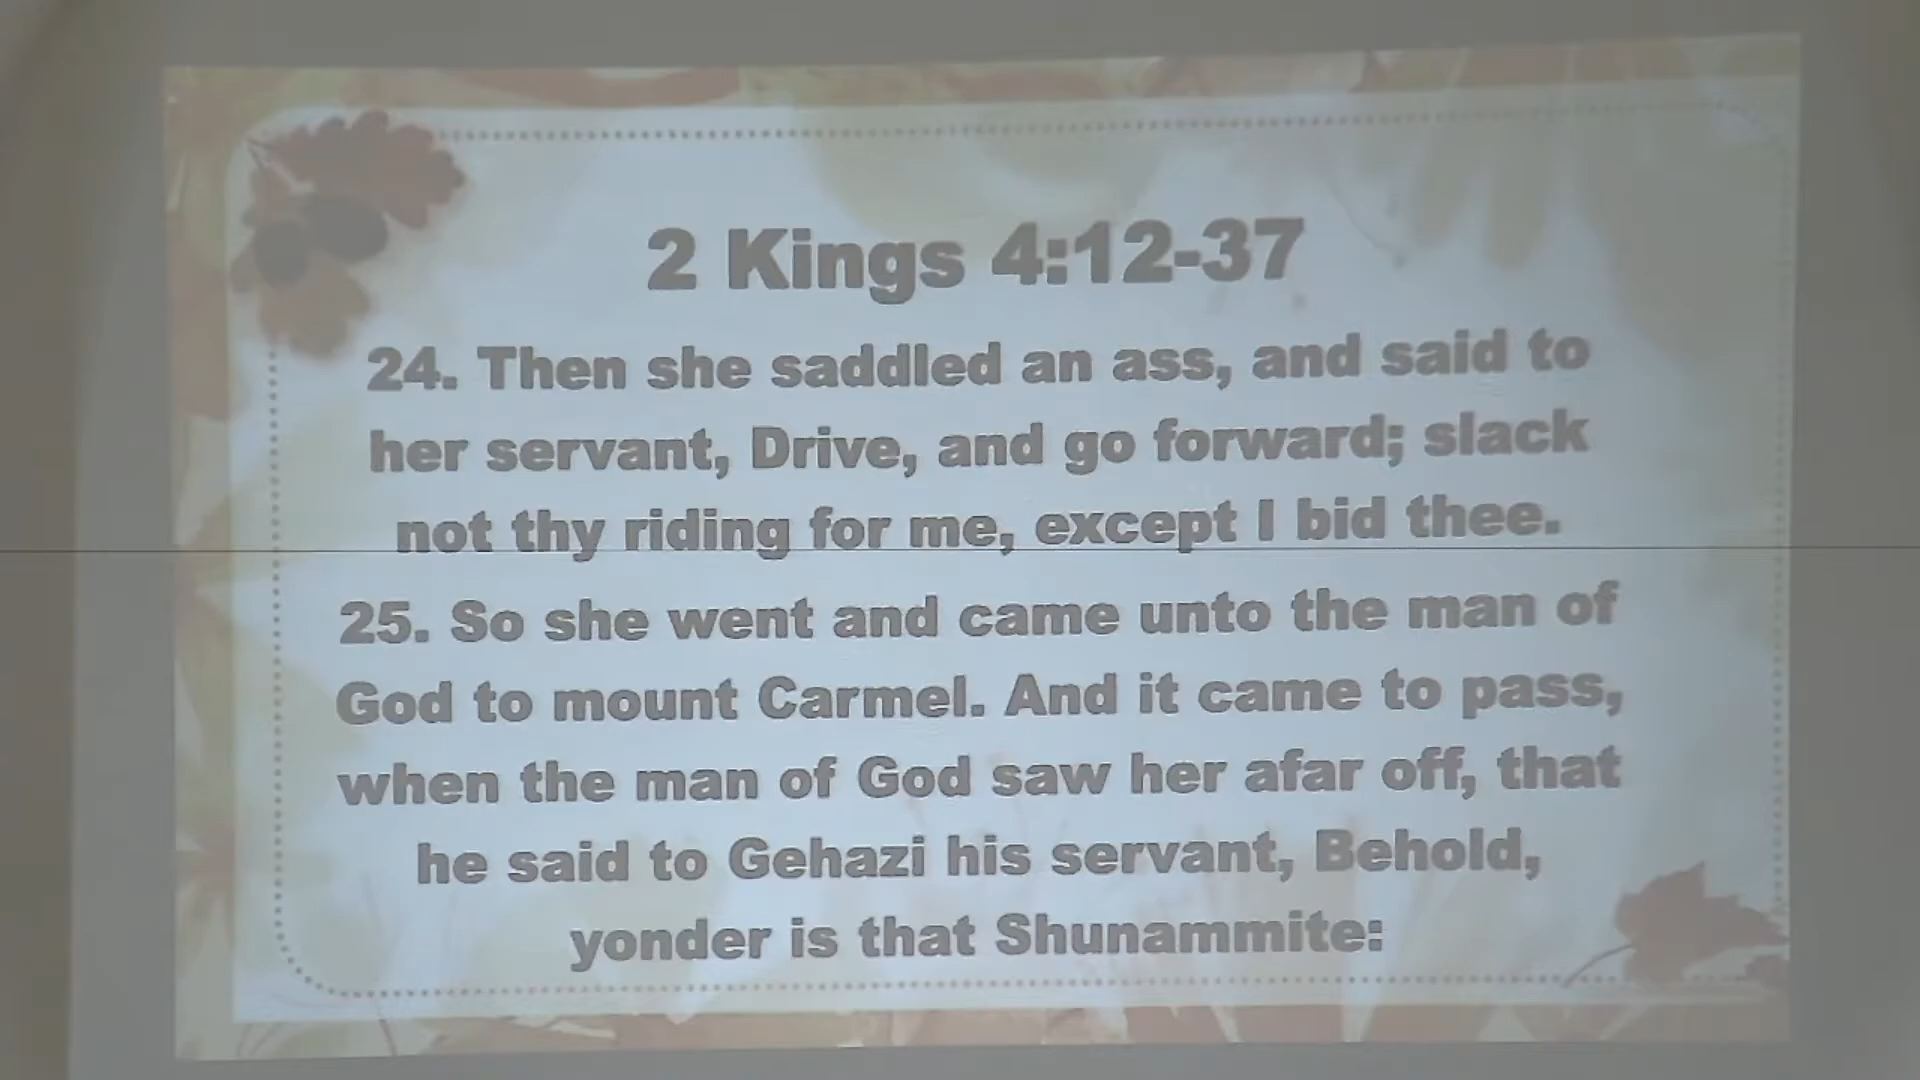 2 Kings 4:12-37
24. Then she saddled an ass, and said to
her servant, Drive, and go forward; slack
not thy riding for me, except I bid thee.
25. So she went and came unto the man of
God to mount Carmel. And it came to pass,
when the man of God saw her afar off, that
he said to Gehazi his servant, Behold,
yonder is that Shunammite: